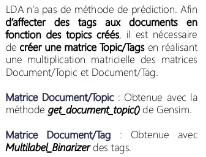 LDA n'a pas de méthode de prédiction. Afin
d'affecter des tags aux documents en
fonction des topics créés, il est nécessaire
de créer une matrice Topic/Tags en réalisant
une multiplication matricielle des matrices
Document/Topic et Document/Tag.
Matrice Document/Topic : Obtenue avec la
méthode get_document_topic() de Gensim.
Matrice Document/Tag : Obtenue avec
Multilabel_Binarizer des tags.